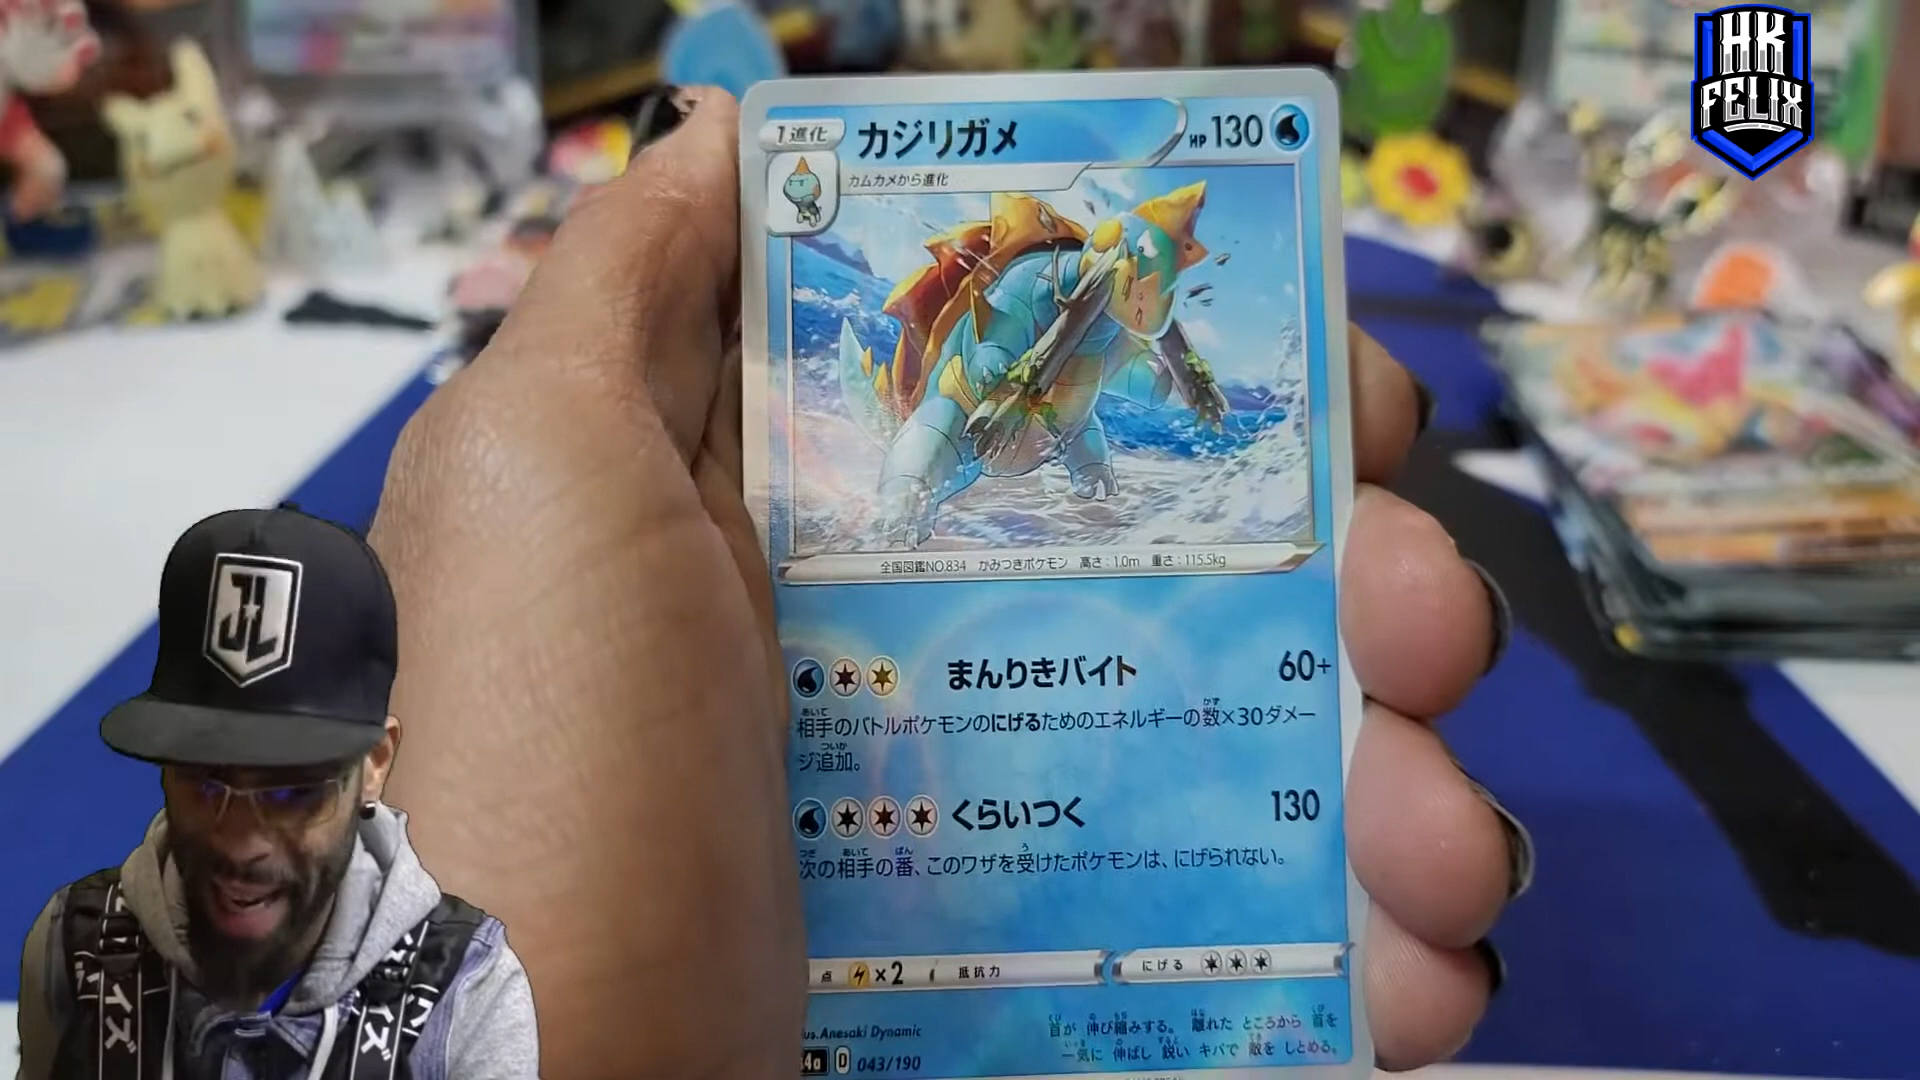 HK
FELIX
1進化
カジリガメ
HP 130
カムカメから進化
全国図鑑NO.834 かみつきポケモン 高さ:1.0m 重さ:115.5kg
まんりきバイト 60+
相手のバトルポケモンのにげるためのエネルギーの数×30ダメー
ジ追加。
くらいつく 130
次の相手の番、このワザを受けたポケモンは、にげられない。
点 ×2 抵抗力 にげる
us.Anesaki Dynamic
首が伸び縮みする。離れたところから首を
一気に伸ばし鋭いキバで敵をしとめる。
4a D 043/190
JL
イズ
ズ